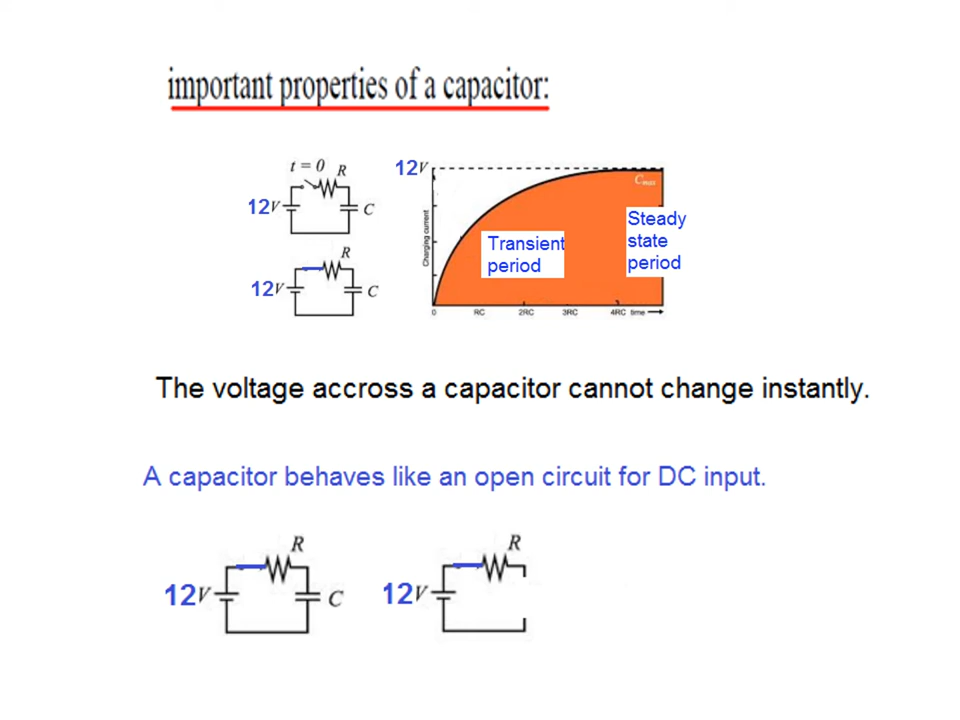 important properties of a capacitor:
t = 0 R
12V
C
R
12V
C
12V
Charging current
Cmax
Transient
period
Steady
state
period
0 RC 2RC 3RC 4RC time
The voltage accross a capacitor cannot change instantly.
A capacitor behaves like an open circuit for DC input.
R
12V
C
R
12V